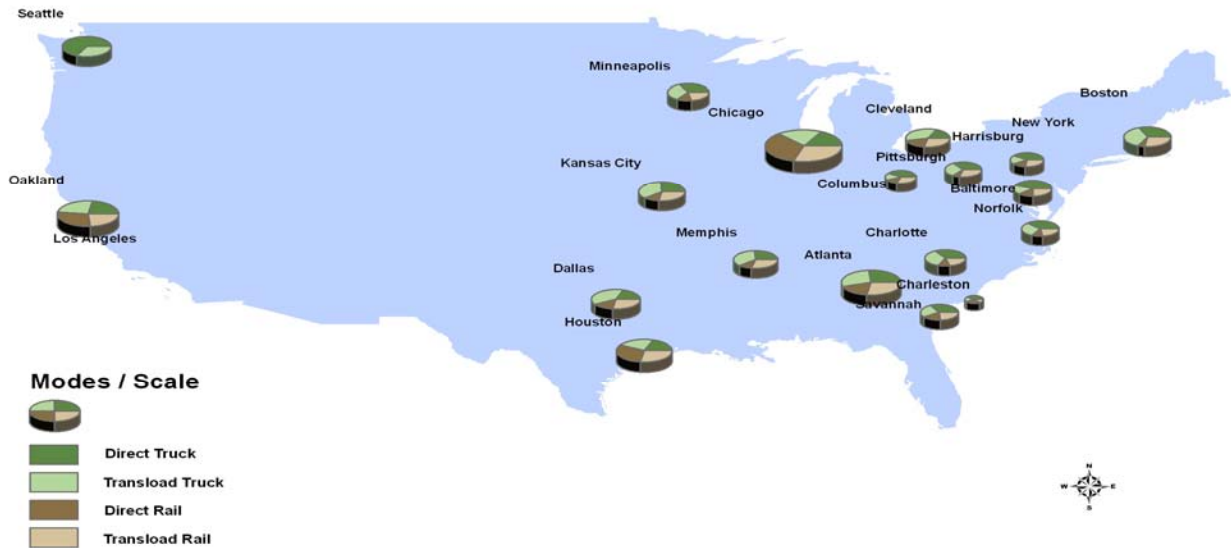 Seattle
Minneapolis
Chicago
Cleveland
Boston
New York
Harrisburg
Pittsburgh
Kansas City
Columbus
Baltimore
Oakland
Norfolk
Los Angeles
Memphis
Charlotte
Atlanta
Dallas
Charleston
Savannah
Houston
Modes / Scale
Direct Truck
Transload Truck
Direct Rail
Transload Rail
N
W E
S